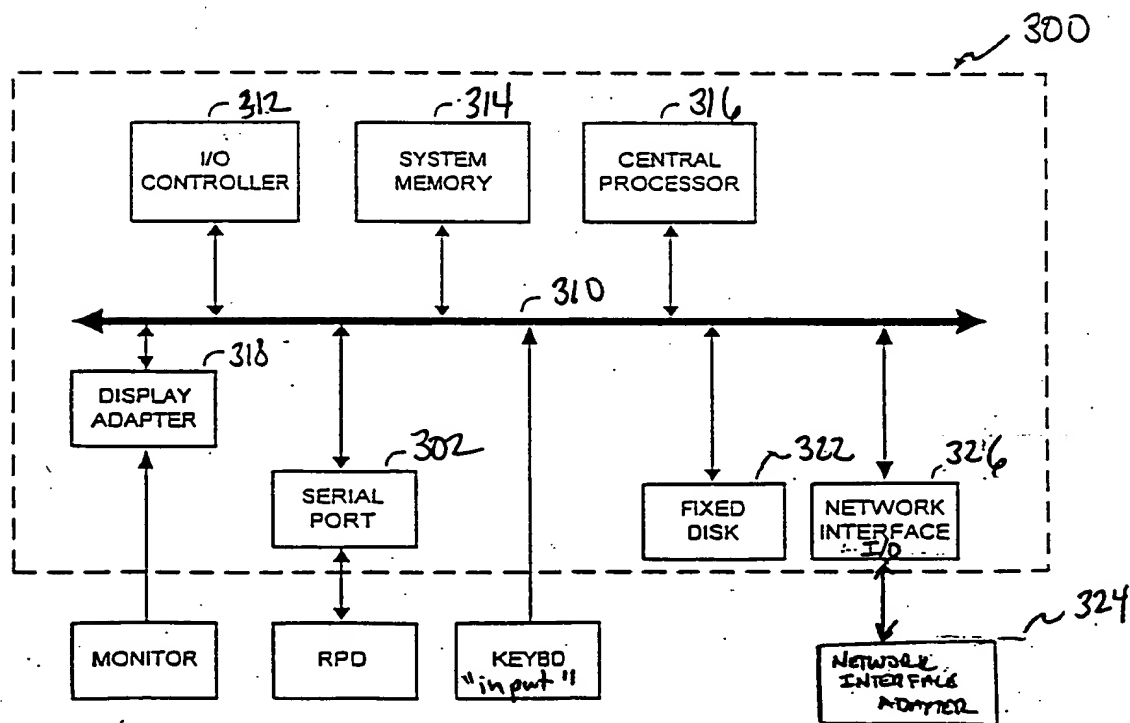 300
312
314
316
I/O
CONTROLLER
SYSTEM
MEMORY
CENTRAL
PROCESSOR
310
318
DISPLAY
ADAPTER
302
SERIAL
PORT
322
FIXED
DISK
326
NETWORK
INTERFACE
I/O
MONITOR
RPD
KEYBD
"input"
324
NETWORK
INTERFACE
ADAPTER